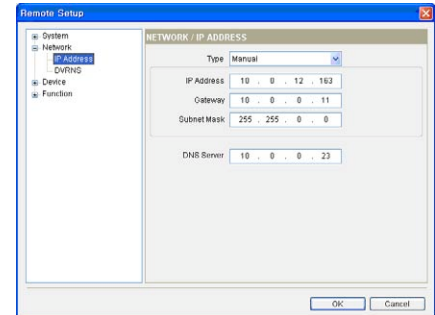 Remote Setup
System
Network
IP Address
DVRNS
Device
Function
NETWORK / IP ADDRESS
Type Manual
IP Address 10 . 0 . 12 . 163
Gateway 10 . 0 . 0 . 11
Subnet Mask 255 . 255 . 0 . 0
DNS Server 10 . 0 . 0 . 23
OK Cancel